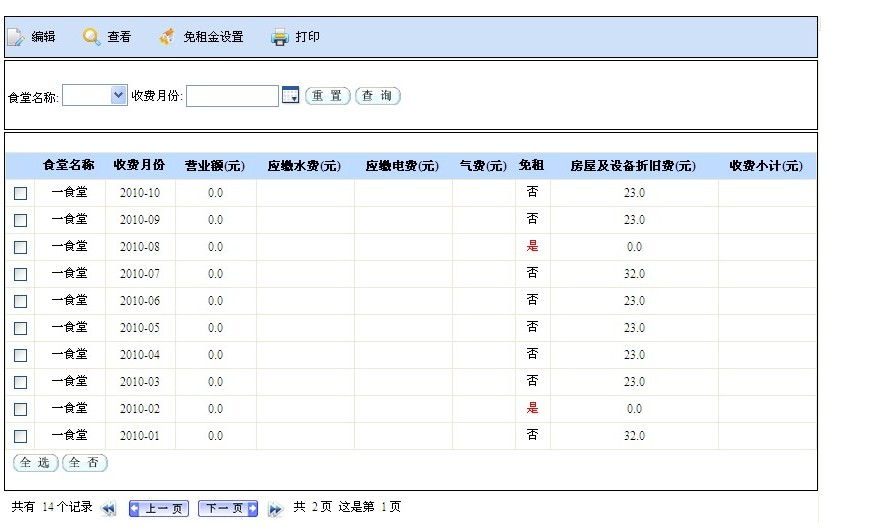 编辑 查看 免租金设置 打印
食堂名称: 收费月份: 重 置 查 询
食堂名称 收费月份 营业额(元) 应缴水费(元) 应缴电费(元) 气费(元) 免租 房屋及设备折旧费(元) 收费小计(元)
一食堂 2010-10 0.0 否 23.0
一食堂 2010-09 0.0 否 23.0
一食堂 2010-08 0.0 是 0.0
一食堂 2010-07 0.0 否 32.0
一食堂 2010-06 0.0 否 23.0
一食堂 2010-05 0.0 否 23.0
一食堂 2010-04 0.0 否 23.0
一食堂 2010-03 0.0 否 23.0
一食堂 2010-02 0.0 是 0.0
一食堂 2010-01 0.0 否 32.0
全 选 全 否
共有 14个记录 上一页 下一页 共 2页 这是第 1页